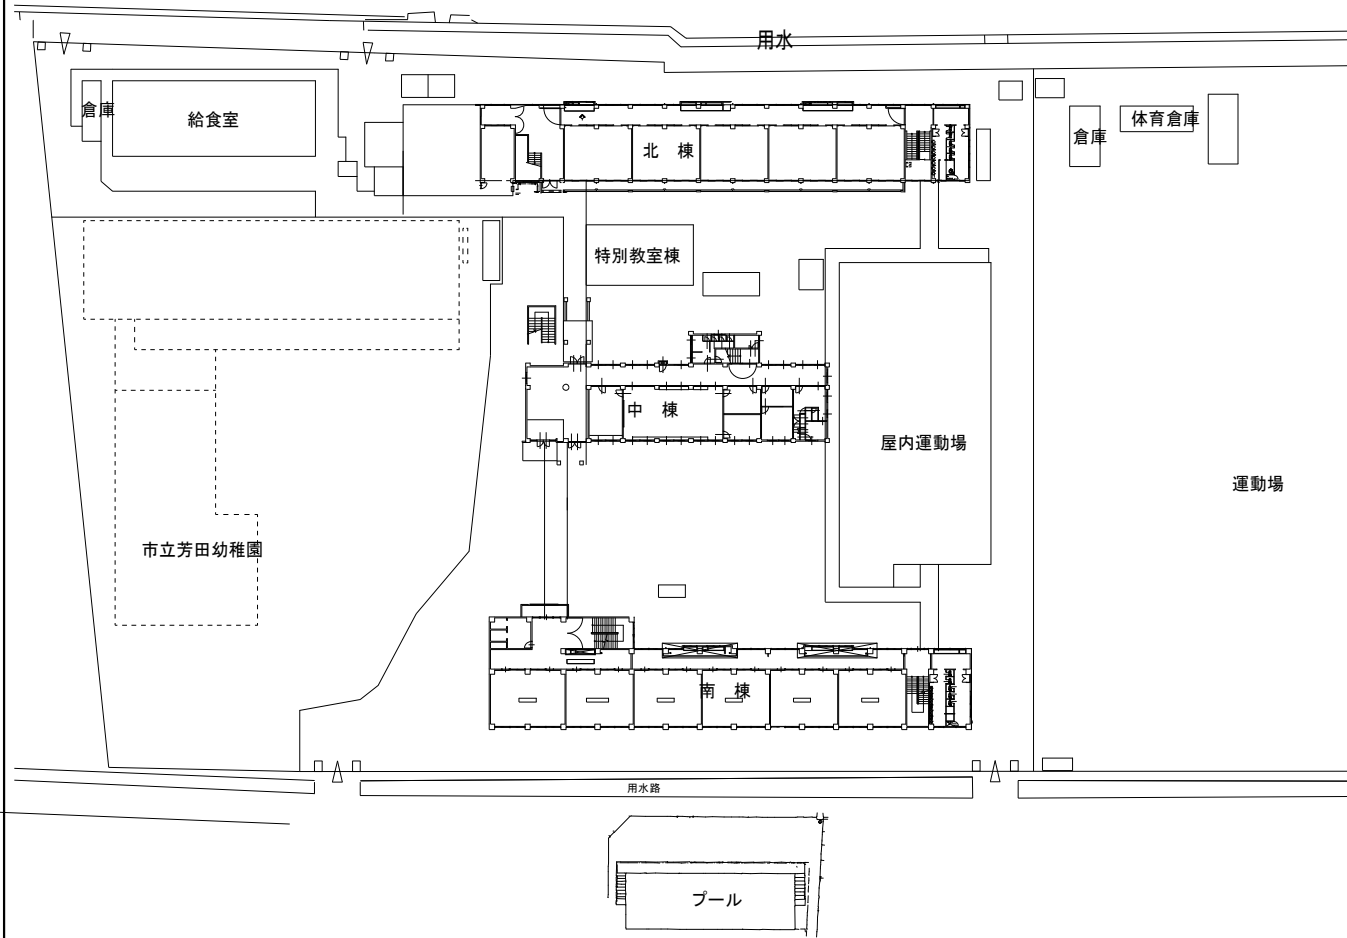 用水
倉庫
給食室
体育倉庫
倉庫
北　棟
特別教室棟
中　棟
屋内運動場
運動場
市立芳田幼稚園
南　棟
用水路
プール